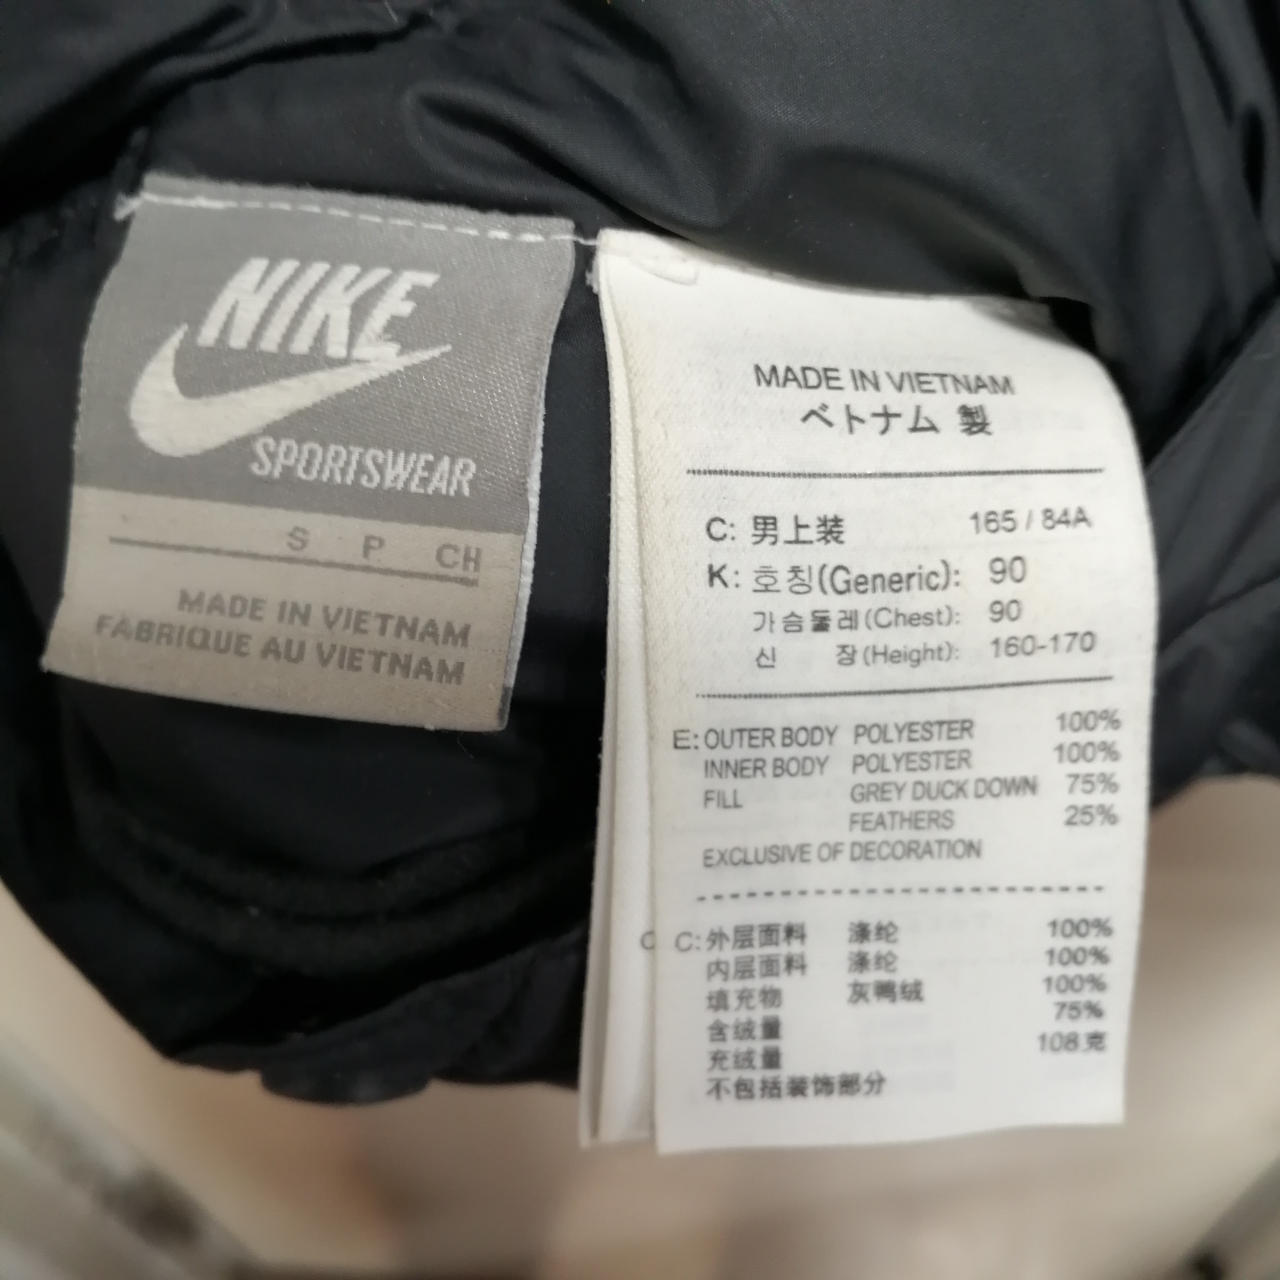 NIKE
SPORTSWEAR
S P CH
MADE IN VIETNAM
FABRIQUE AU VIETNAM
MADE IN VIETNAM
ベトナム 製
C: 男上装 165 / 84A
K: 호칭(Generic): 90
가슴둘레(Chest): 90
신 장(Height): 160-170
E: OUTER BODY POLYESTER 100%
INNER BODY POLYESTER 100%
FILL GREY DUCK DOWN 75%
FEATHERS 25%
EXCLUSIVE OF DECORATION
C: 外层面料 涤纶 100%
内层面料 涤纶 100%
填充物 灰鸭绒 100%
含绒量 75%
充绒量 108克
不包括装饰部分